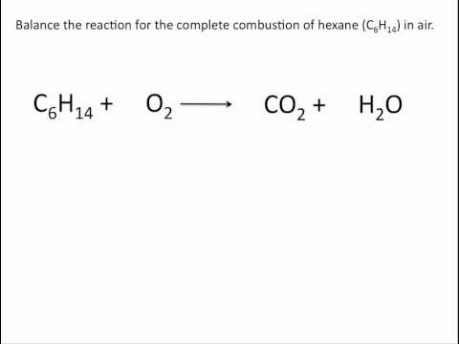 Balance the reaction for the complete combustion of hexane (C₆H₁₄) in air.
C₆H₁₄ + O₂ ⟶ CO₂ + H₂O